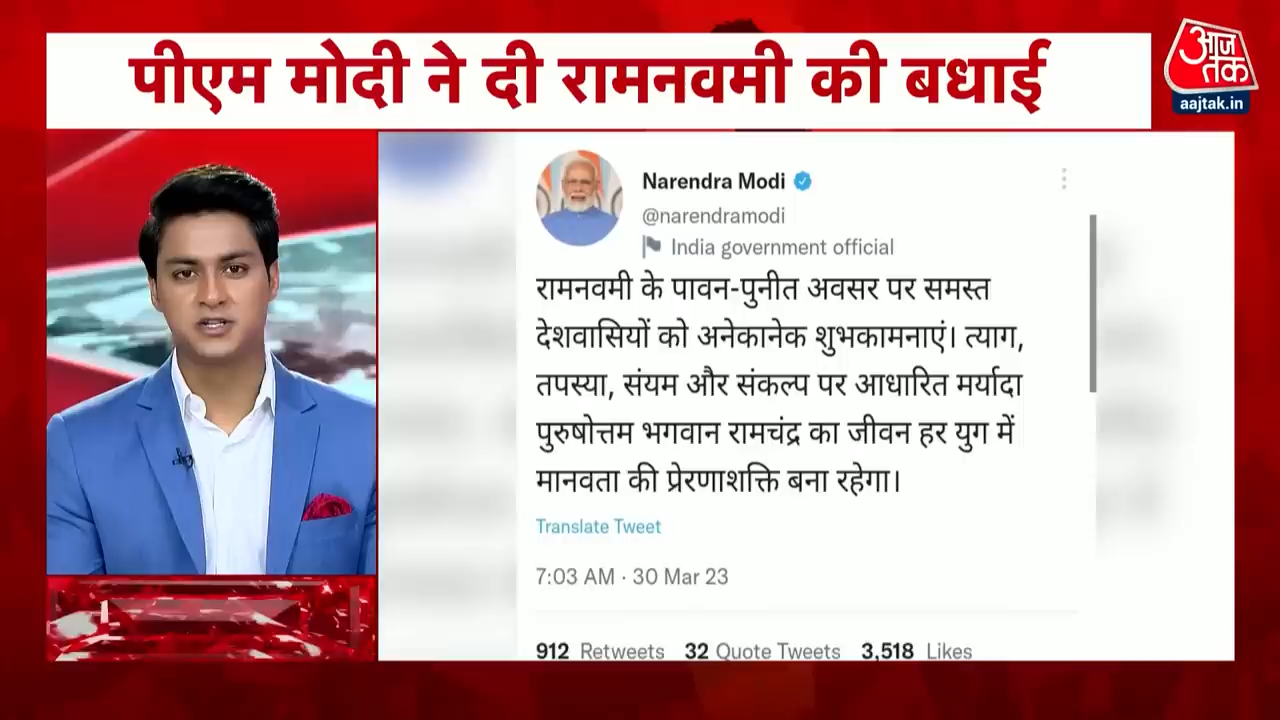 पीएम मोदी ने दी रामनवमी की बधाई
आज
तक
aajtak.in
Narendra Modi
@narendramodi
India government official
रामनवमी के पावन-पुनीत अवसर पर समस्त
देशवासियों को अनेकानेक शुभकामनाएं। त्याग,
तपस्या, संयम और संकल्प पर आधारित मर्यादा
पुरुषोत्तम भगवान रामचंद्र का जीवन हर युग में
मानवता की प्रेरणाशक्ति बना रहेगा।
Translate Tweet
7:03 AM · 30 Mar 23
912 Retweets 32 Quote Tweets 3,518 Likes